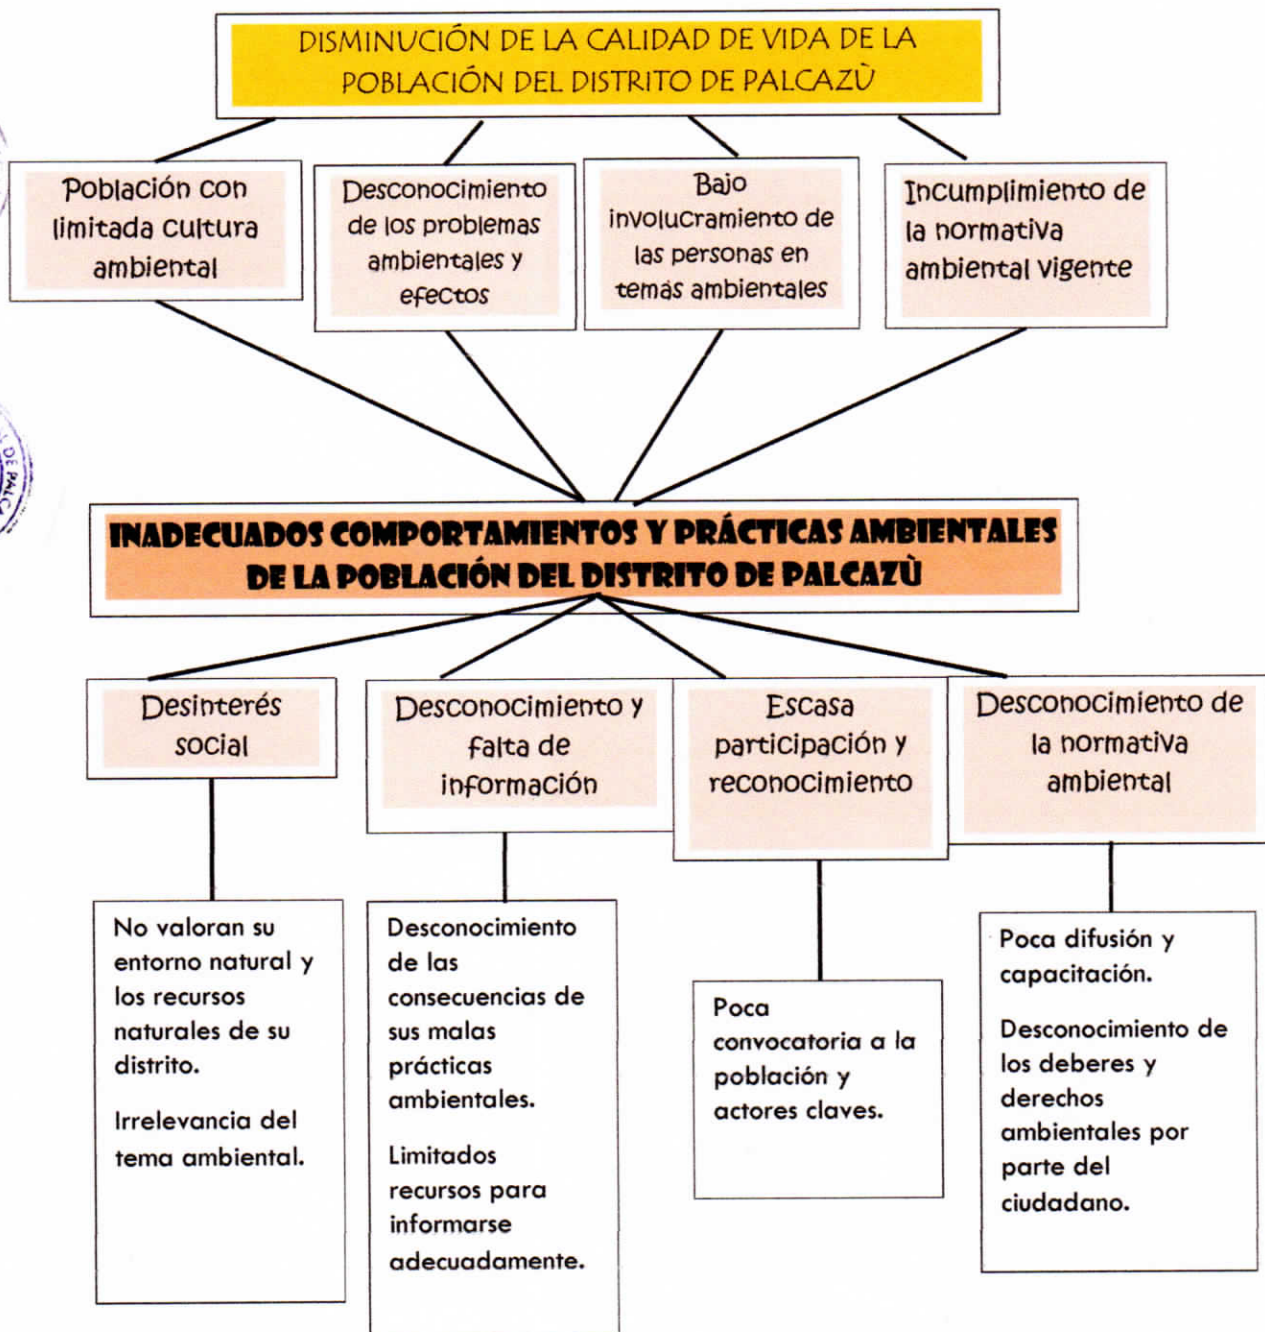 DISMINUCIÓN DE LA CALIDAD DE VIDA DE LA
POBLACIÓN DEL DISTRITO DE PALCAZÙ
Población con
limitada cultura
ambiental
Desconocimiento
de los problemas
ambientales y
efectos
Bajo
involucramiento de
las personas en
temas ambientales
Incumplimiento de
la normativa
ambiental vigente
INADECUADOS COMPORTAMIENTOS Y PRÁCTICAS AMBIENTALES
DE LA POBLACIÓN DEL DISTRITO DE PALCAZÙ
Desinterés
social
Desconocimiento y
falta de
información
Escasa
participación y
reconocimiento
Desconocimiento de
la normativa
ambiental
No valoran su
entorno natural y
los recursos
naturales de su
distrito.
Irrelevancia del
tema ambiental.
Desconocimiento
de las
consecuencias de
sus malas
prácticas
ambientales.
Limitados
recursos para
informarse
adecuadamente.
Poca
convocatoria a la
población y
actores claves.
Poca difusión y
capacitación.
Desconocimiento de
los deberes y
derechos
ambientales por
parte del
ciudadano.